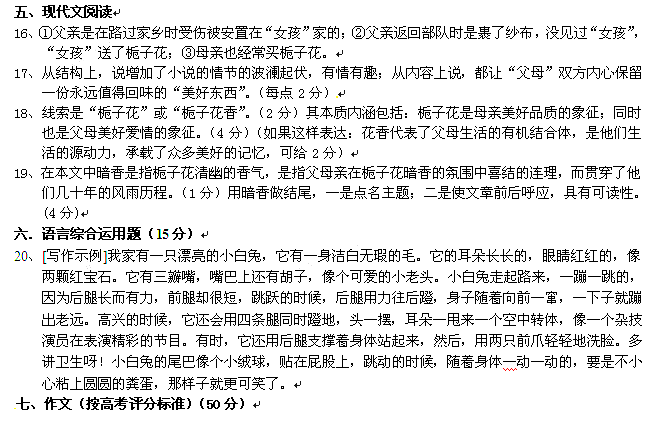 五、现代文阅读
16、①父亲是在路过家乡时受伤被安置在“女孩”家的；②父亲返回部队时是裹了纱布，没见过“女孩”，
“女孩”送了栀子花；③母亲也经常买栀子花。
17、从结构上，说增加了小说的情节的波澜起伏，有情有趣；从内容上说，都让“父母”双方内心保留
一份永远值得回味的“美好东西”。（每点2分）
18、线索是“栀子花”或“栀子花香”。（2分）其本质内涵包括：栀子花是母亲美好品质的象征；同时
也是父母美好爱情的象征。（4分）（如果这样表达：花香代表了父母生活的有机结合体，是他们生
活的源动力，承载了众多美好的记忆，可给2分）
19、在本文中暗香是指栀子花清幽的香气，是指父母亲在栀子花暗香的氛围中喜结的连理，而贯穿了他
们几十年的风雨历程。（1分）用暗香做结尾，一是点名主题；二是使文章前后呼应，具有可读性。
(4分)
六、语言综合运用题（15分）
20、[写作示例]我家有一只漂亮的小白兔，它有一身洁白无瑕的毛。它的耳朵长长的，眼睛红红的，像
两颗红宝石。它有三瓣嘴，嘴巴上还有胡子，像个可爱的小老头。小白兔走起路来，一蹦一跳的，
因为后腿长而有力，前腿却很短，跳跃的时候，后腿用力往后蹬，身子随着向前一窜，一下子就蹦
出老远。高兴的时候，它还会用四条腿同时蹬地，头一摆，耳朵一甩来一个空中转体，像一个杂技
演员在表演精彩的节目。有时，它还用后腿支撑着身体站起来，然后，用两只前爪轻轻地洗脸。多
讲卫生呀！小白兔的尾巴像个小绒球，贴在屁股上，跳动的时候，随着身体一动一动的，要是不小
心粘上圆圆的粪蛋，那样子就更可笑了。
七、作文（按高考评分标准）（50分）